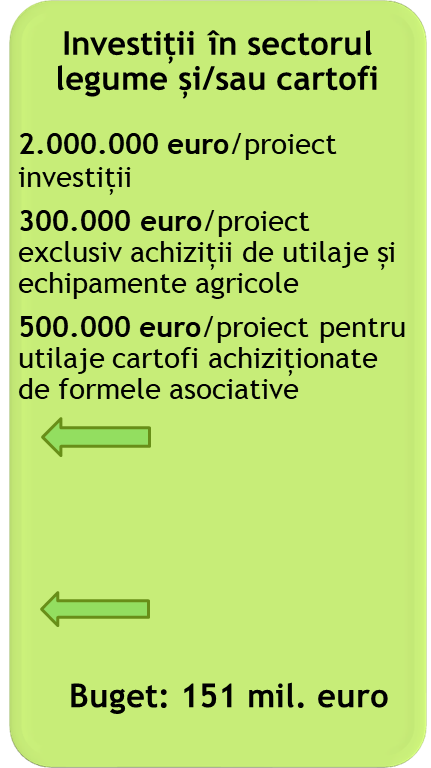 Investiții în sectorul
legume și/sau cartofi
2.000.000 euro/proiect
investiții
300.000 euro/proiect
exclusiv achiziții de utilaje și
echipamente agricole
500.000 euro/proiect pentru
utilaje cartofi achiziționate
de formele asociative
Buget: 151 mil. euro